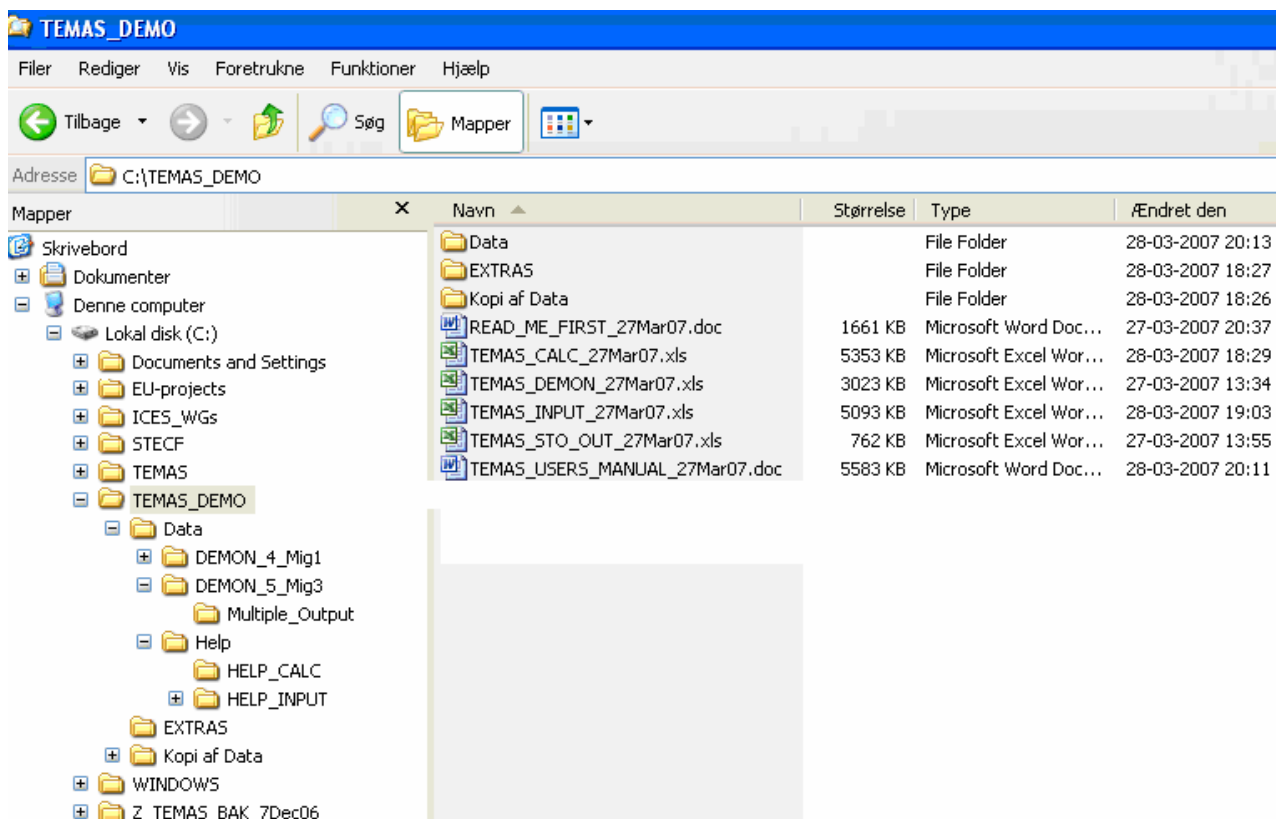 TEMAS_DEMO
Filer Rediger Vis Foretrukne Funktioner Hjælp
Tilbage Søg Mapper
Adresse C:\TEMAS_DEMO
Mapper
Skrivebord
Dokumenter
Denne computer
Lokal disk (C:)
Documents and Settings
EU-projects
ICES_WGs
STECF
TEMAS
TEMAS_DEMO
Data
DEMON_4_Mig1
DEMON_5_Mig3
Multiple_Output
Help
HELP_CALC
HELP_INPUT
EXTRAS
Kopi af Data
WINDOWS
Z_TEMAS_BAK_7Dec06
Navn Størrelse Type Ændret den
Data File Folder 28-03-2007 20:13
EXTRAS File Folder 28-03-2007 18:27
Kopi af Data File Folder 28-03-2007 18:26
READ_ME_FIRST_27Mar07.doc 1661 KB Microsoft Word Doc... 27-03-2007 20:37
TEMAS_CALC_27Mar07.xls 5353 KB Microsoft Excel Wor... 28-03-2007 18:29
TEMAS_DEMON_27Mar07.xls 3023 KB Microsoft Excel Wor... 27-03-2007 13:34
TEMAS_INPUT_27Mar07.xls 5093 KB Microsoft Excel Wor... 28-03-2007 19:03
TEMAS_STO_OUT_27Mar07.xls 762 KB Microsoft Excel Wor... 27-03-2007 13:55
TEMAS_USERS_MANUAL_27Mar07.doc 5583 KB Microsoft Word Doc... 28-03-2007 20:11